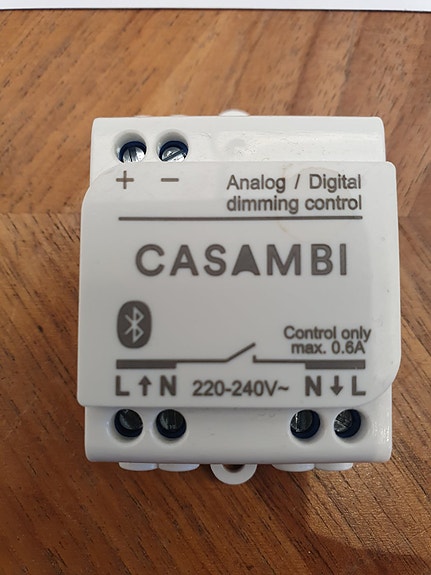 + − Analog / Digital
dimming control
CASAMBI
Control only
max. 0.6A
L↑N 220-240V~ N↓L